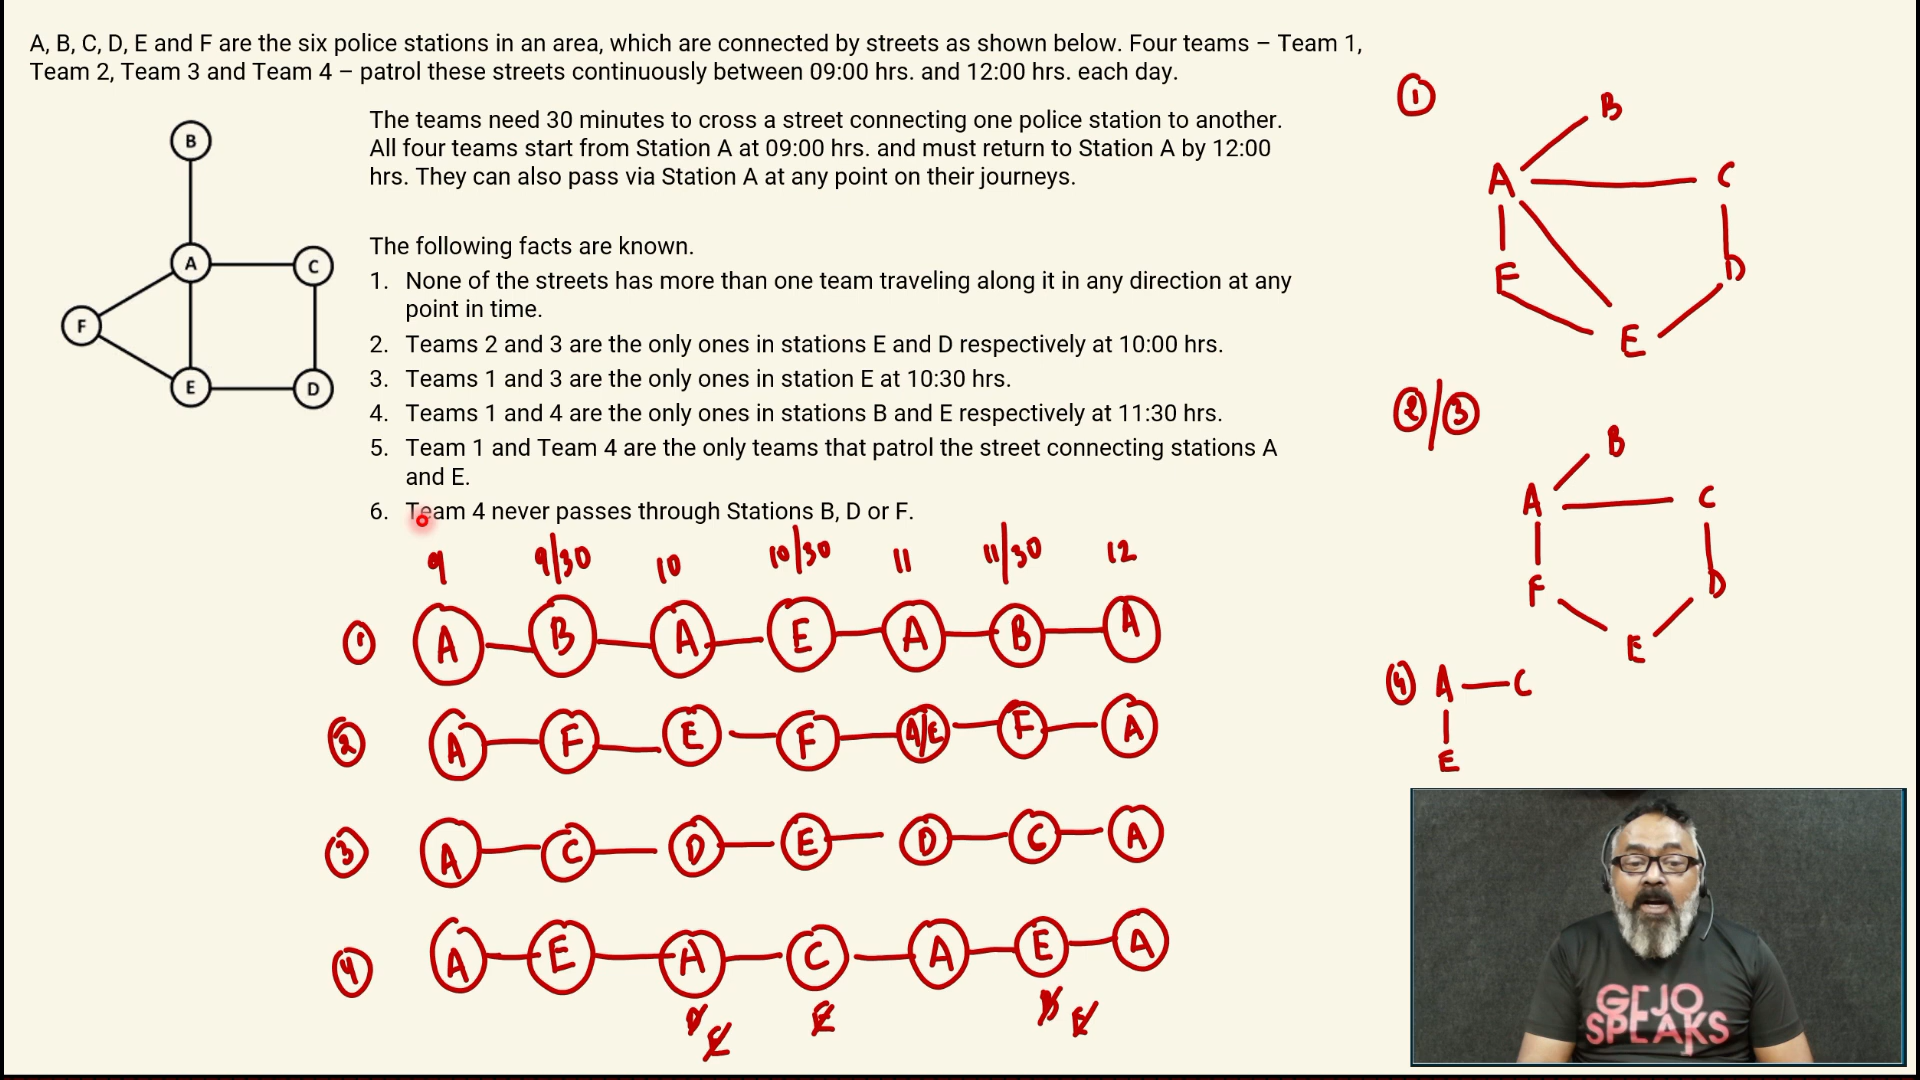 A, B, C, D, E and F are the six police stations in an area, which are connected by streets as shown below. Four teams – Team 1,
Team 2, Team 3 and Team 4 – patrol these streets continuously between 09:00 hrs. and 12:00 hrs. each day.
The teams need 30 minutes to cross a street connecting one police station to another.
All four teams start from Station A at 09:00 hrs. and must return to Station A by 12:00
hrs. They can also pass via Station A at any point on their journeys.
The following facts are known.
1. None of the streets has more than one team traveling along it in any direction at any
point in time.
2. Teams 2 and 3 are the only ones in stations E and D respectively at 10:00 hrs.
3. Teams 1 and 3 are the only ones in station E at 10:30 hrs.
4. Teams 1 and 4 are the only ones in stations B and E respectively at 11:30 hrs.
5. Team 1 and Team 4 are the only teams that patrol the street connecting stations A
and E.
6. Team 4 never passes through Stations B, D or F.
B
A C
F
E D
9 9/30 10 10/30 11 11/30 12
1 A B A E A B A
2 A F E F A/E F A
3 A C D E D C A
4 A E A C A E A
1
B
A C
F D
E
2/3
B
A C
F D
E
4 A C
E
GEJO
SPEAKS